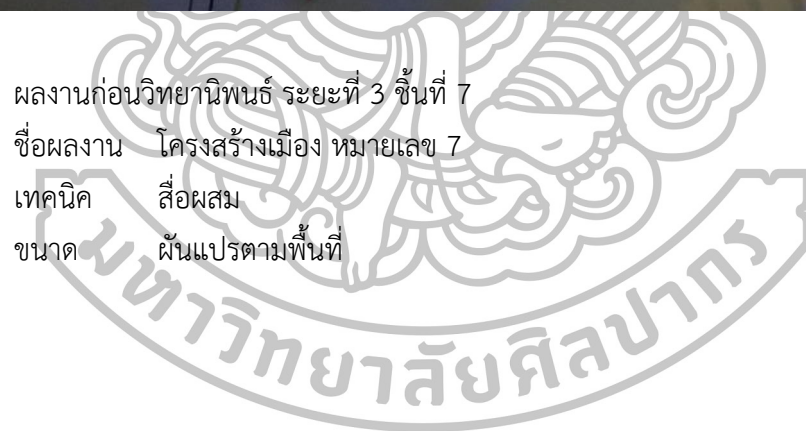 ผลงานก่อนวิทยานิพนธ์ ระยะที่ 3 ชิ้นที่ 7
ชื่อผลงาน โครงสร้างเมือง หมายเลข 7
เทคนิค สื่อผสม
ขนาด ผันแปรตามพื้นที่
มหาวิทยาลัยศิลปากร